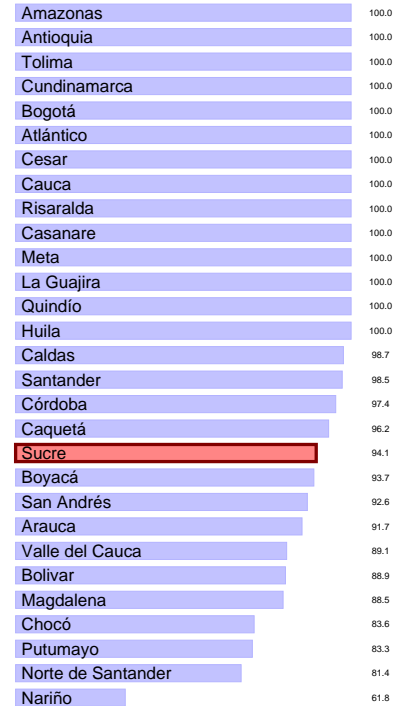 Amazonas 100.0
Antioquia 100.0
Tolima 100.0
Cundinamarca 100.0
Bogotá 100.0
Atlántico 100.0
Cesar 100.0
Cauca 100.0
Risaralda 100.0
Casanare 100.0
Meta 100.0
La Guajira 100.0
Quindío 100.0
Huila 100.0
Caldas 98.7
Santander 98.5
Córdoba 97.4
Caquetá 96.2
Sucre 94.1
Boyacá 93.7
San Andrés 92.6
Arauca 91.7
Valle del Cauca 89.1
Bolivar 88.9
Magdalena 88.5
Chocó 83.6
Putumayo 83.3
Norte de Santander 81.4
Nariño 61.8